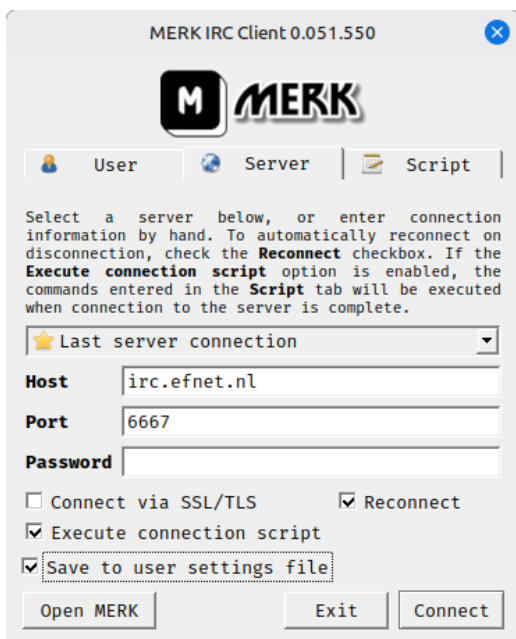 MERK IRC Client 0.051.550
M MERK
User Server Script
Select a server below, or enter connection
information by hand. To automatically reconnect on
disconnection, check the Reconnect checkbox. If the
Execute connection script option is enabled, the
commands entered in the Script tab will be executed
when connection to the server is complete.
Last server connection
Host irc.efnet.nl
Port 6667
Password
Connect via SSL/TLS Reconnect
Execute connection script
Save to user settings file
Open MERK Exit Connect